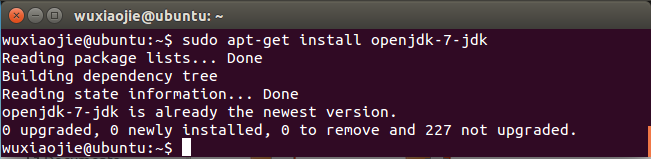 wuxiaojie@ubuntu: ~
wuxiaojie@ubuntu:~$ sudo apt-get install openjdk-7-jdk
Reading package lists... Done
Building dependency tree
Reading state information... Done
openjdk-7-jdk is already the newest version.
0 upgraded, 0 newly installed, 0 to remove and 227 not upgraded.
wuxiaojie@ubuntu:~$